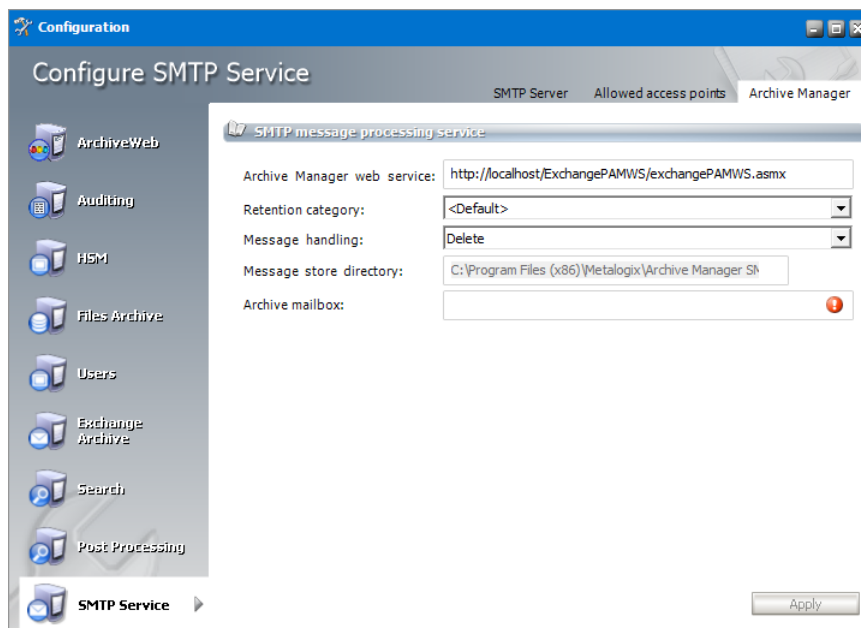 Configuration
Configure SMTP Service
SMTP Server Allowed access points Archive Manager
ArchiveWeb
Auditing
HSM
Files Archive
Users
Exchange
Archive
Search
Post Processing
SMTP Service
SMTP message processing service
Archive Manager web service: http://localhost/ExchangePAMWS/exchangePAMWS.asmx
Retention category: <Default>
Message handling: Delete
Message store directory: C:\Program Files (x86)\Metalogix\Archive Manager SM
Archive mailbox:
Apply